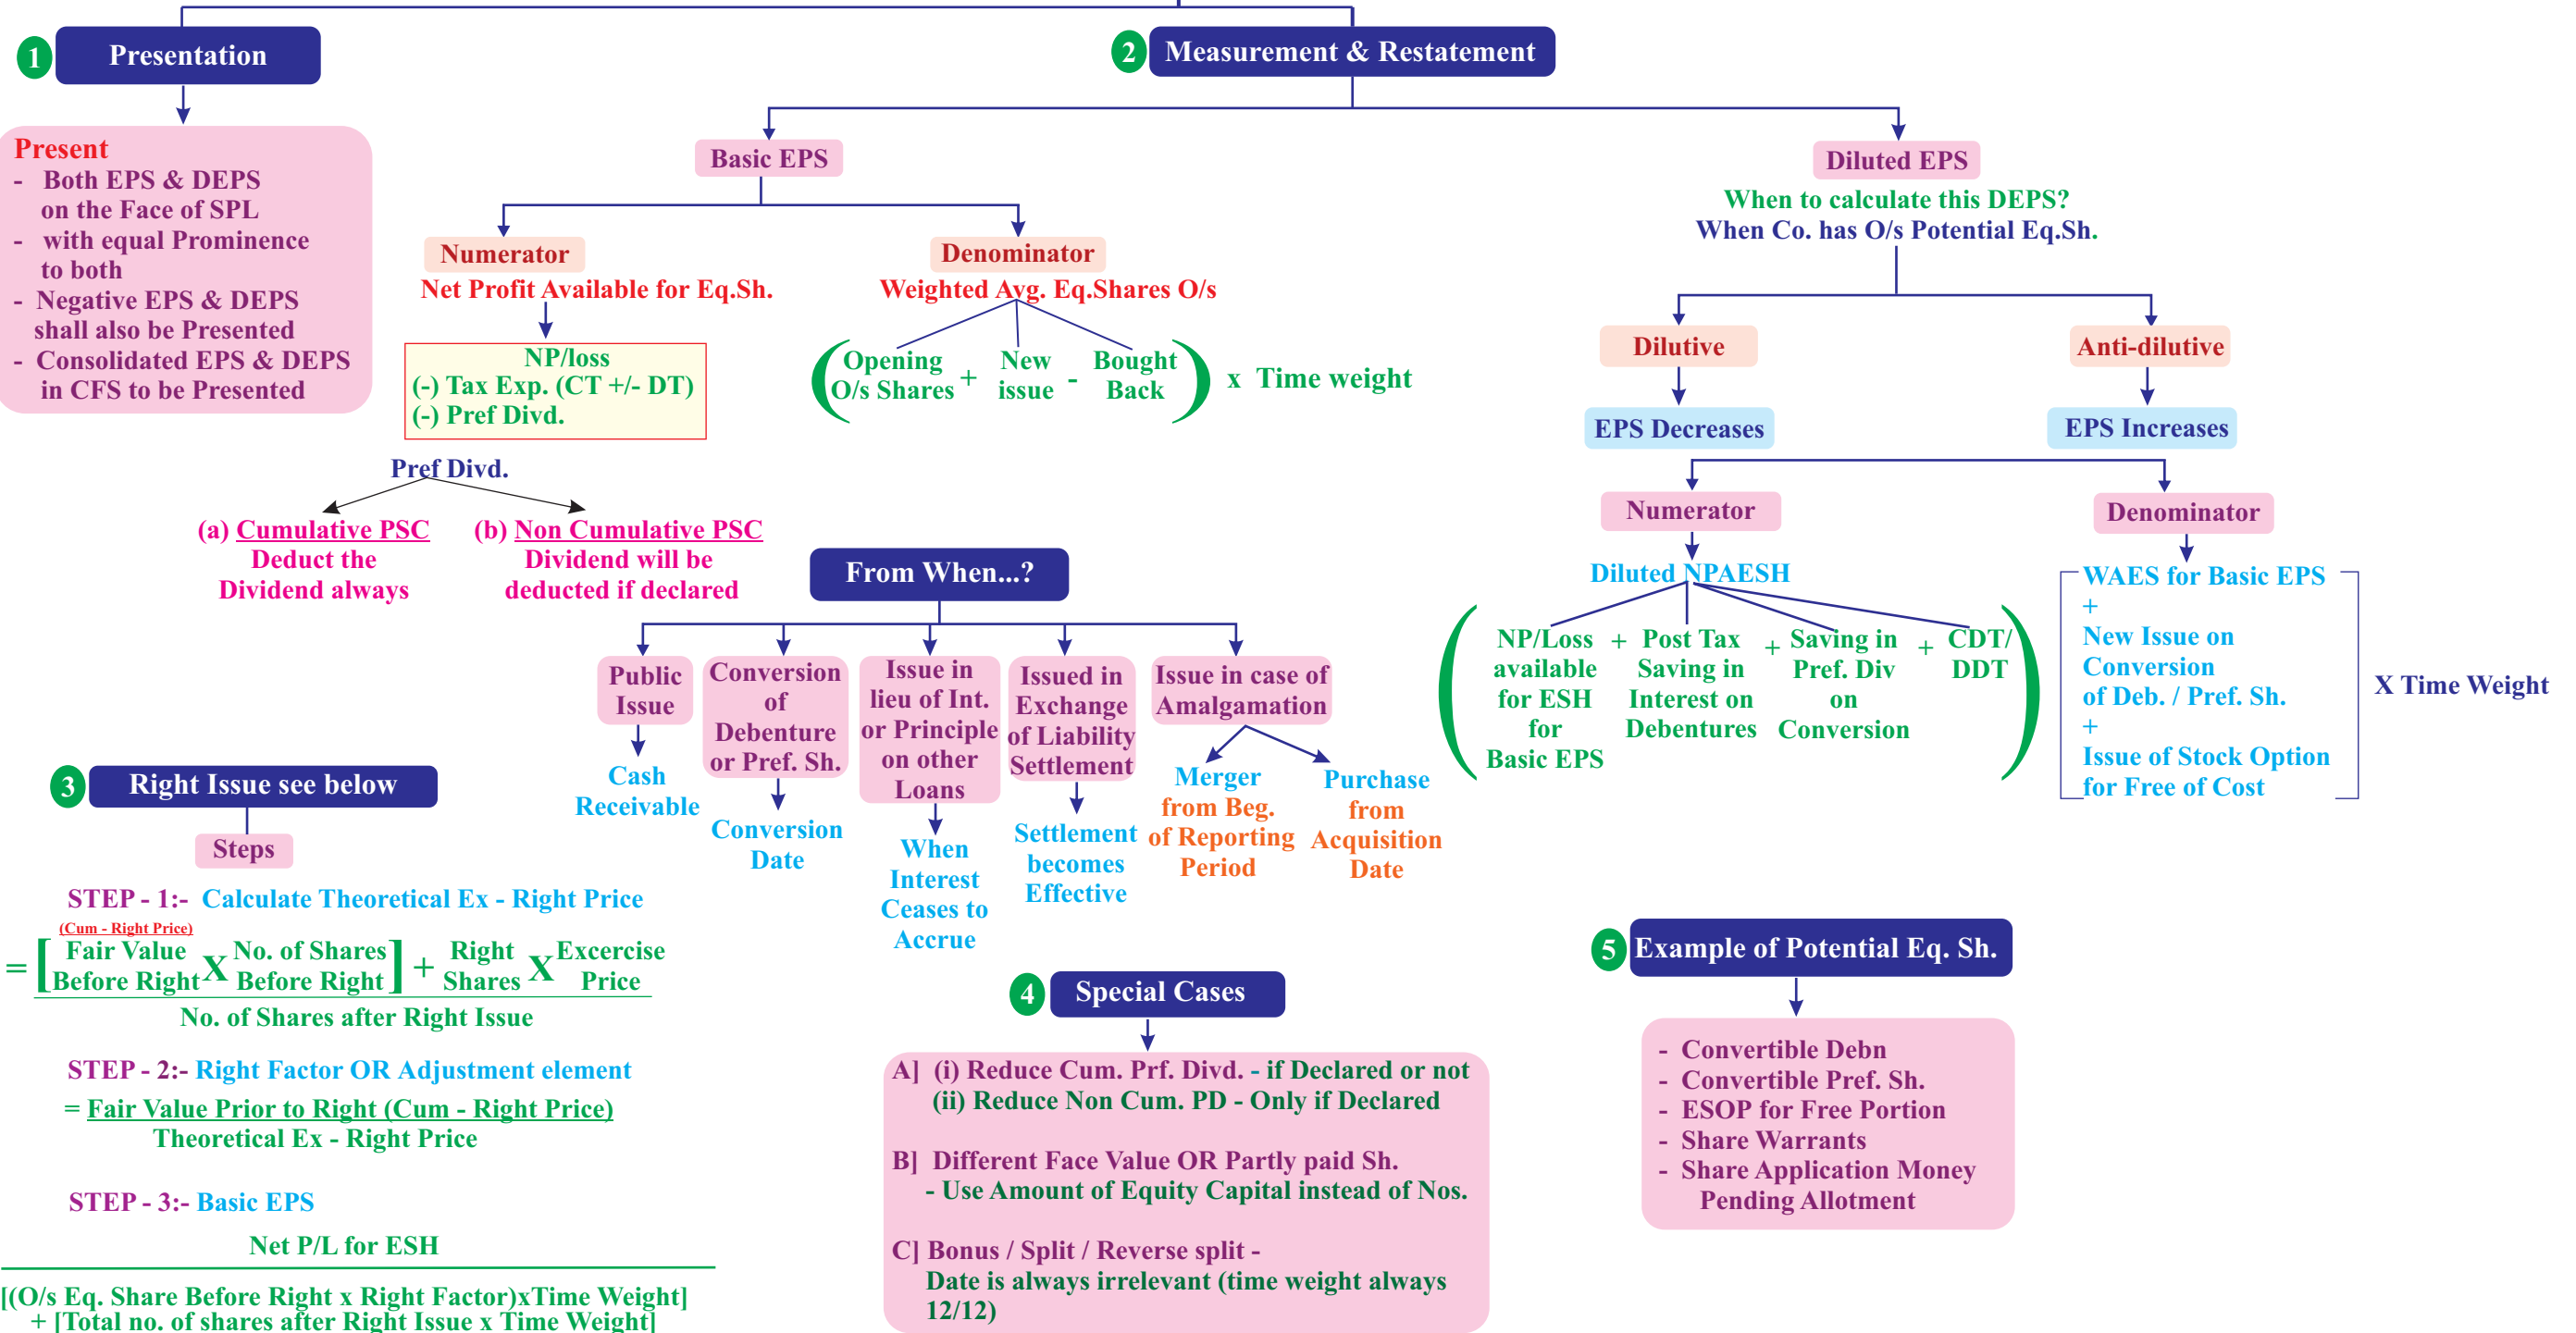 1 Presentation
Present
- Both EPS & DEPS
on the Face of SPL
- with equal Prominence
to both
- Negative EPS & DEPS
shall also be Presented
- Consolidated EPS & DEPS
in CFS to be Presented
2 Measurement & Restatement
Basic EPS
Numerator
Net Profit Available for Eq.Sh.
NP/loss
(-) Tax Exp. (CT +/- DT)
(-) Pref Divd.
Pref Divd.
(a) Cumulative PSC
Deduct the
Dividend always
(b) Non Cumulative PSC
Dividend will be
deducted if declared
Denominator
Weighted Avg. Eq.Shares O/s
( Opening + New - Bought ) x Time weight
O/s Shares issue Back
From When...?
Public
Issue
Cash
Receivable
Conversion
of
Debenture
or Pref. Sh.
Conversion
Date
Issue in
lieu of Int.
or Principle
on other
Loans
When
Interest
Ceases to
Accrue
Issued in
Exchange
of Liability
Settlement
Settlement
becomes
Effective
Issue in case of
Amalgamation
Merger
from Beg.
of Reporting
Period
Purchase
from
Acquisition
Date
Diluted EPS
When to calculate this DEPS?
When Co. has O/s Potential Eq.Sh.
Dilutive
EPS Decreases
Anti-dilutive
EPS Increases
Numerator
Diluted NPAESH
( NP/Loss + Post Tax + Saving in + CDT/ )
available Saving in Pref. Div DDT
for ESH Interest on on
for Debentures Conversion
Basic EPS
Denominator
[ WAES for Basic EPS
+
New Issue on
Conversion
of Deb. / Pref. Sh.
+
Issue of Stock Option
for Free of Cost ]
X Time Weight
3 Right Issue see below
Steps
STEP - 1:- Calculate Theoretical Ex - Right Price
(Cum - Right Price)
= [ Fair Value X No. of Shares ] + Right X Excercise
Before Right Before Right Shares Price
No. of Shares after Right Issue
STEP - 2:- Right Factor OR Adjustment element
= Fair Value Prior to Right (Cum - Right Price)
Theoretical Ex - Right Price
STEP - 3:- Basic EPS
Net P/L for ESH
[(O/s Eq. Share Before Right x Right Factor)xTime Weight]
+ [Total no. of shares after Right Issue x Time Weight]
4 Special Cases
A] (i) Reduce Cum. Prf. Divd. - if Declared or not
(ii) Reduce Non Cum. PD - Only if Declared
B] Different Face Value OR Partly paid Sh.
- Use Amount of Equity Capital instead of Nos.
C] Bonus / Split / Reverse split -
Date is always irrelevant (time weight always
12/12)
5 Example of Potential Eq. Sh.
- Convertible Debn
- Convertible Pref. Sh.
- ESOP for Free Portion
- Share Warrants
- Share Application Money
Pending Allotment